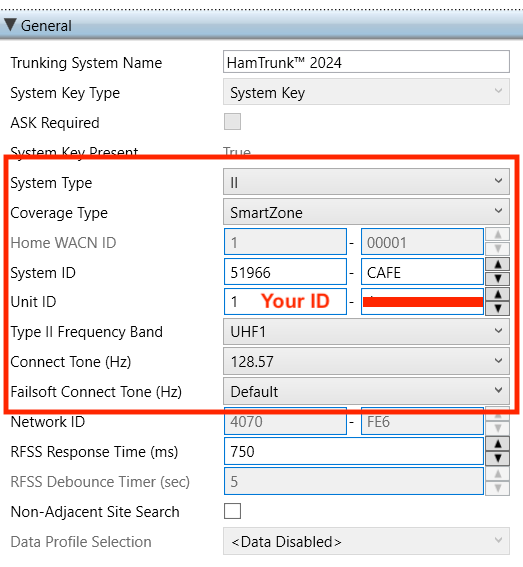 General
Trunking System Name HamTrunk™ 2024
System Key Type System Key
ASK Required
System Key Present True
System Type II
Coverage Type SmartZone
Home WACN ID 1 - 00001
System ID 51966 - CAFE
Unit ID 1 Your ID -
Type II Frequency Band UHF1
Connect Tone (Hz) 128.57
Failsoft Connect Tone (Hz) Default
Network ID 4070 - FE6
RFSS Response Time (ms) 750
RFSS Debounce Timer (sec) 5
Non-Adjacent Site Search
Data Profile Selection <Data Disabled>